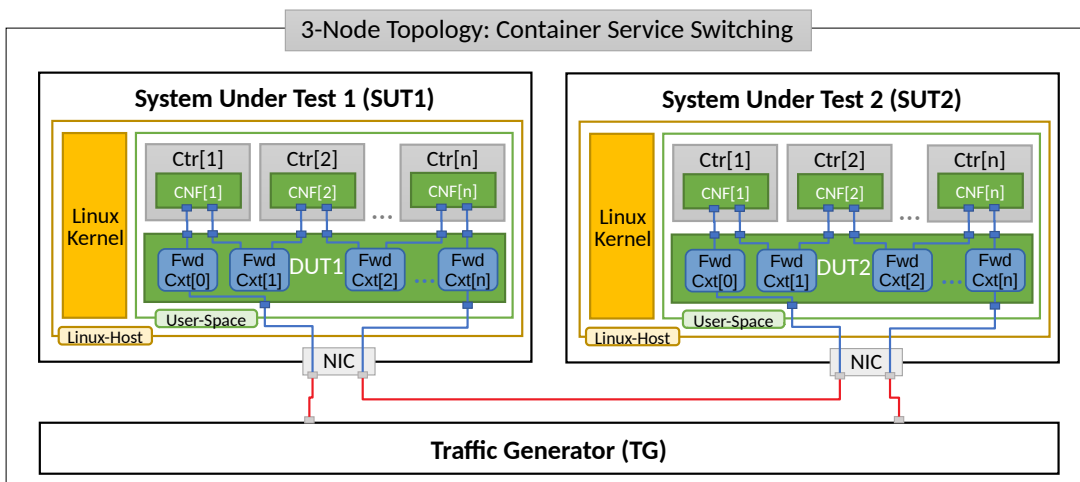 3-Node Topology: Container Service Switching
System Under Test 1 (SUT1)
Linux
Kernel
Ctr[1]
CNF[1]
Ctr[2]
CNF[2]
...
Ctr[n]
CNF[n]
Fwd
Cxt[0]
Fwd
Cxt[1]
DUT1
Fwd
Cxt[2]
...
Fwd
Cxt[n]
User-Space
Linux-Host
NIC
System Under Test 2 (SUT2)
Linux
Kernel
Ctr[1]
CNF[1]
Ctr[2]
CNF[2]
...
Ctr[n]
CNF[n]
Fwd
Cxt[0]
Fwd
Cxt[1]
DUT2
Fwd
Cxt[2]
...
Fwd
Cxt[n]
User-Space
Linux-Host
NIC
Traffic Generator (TG)